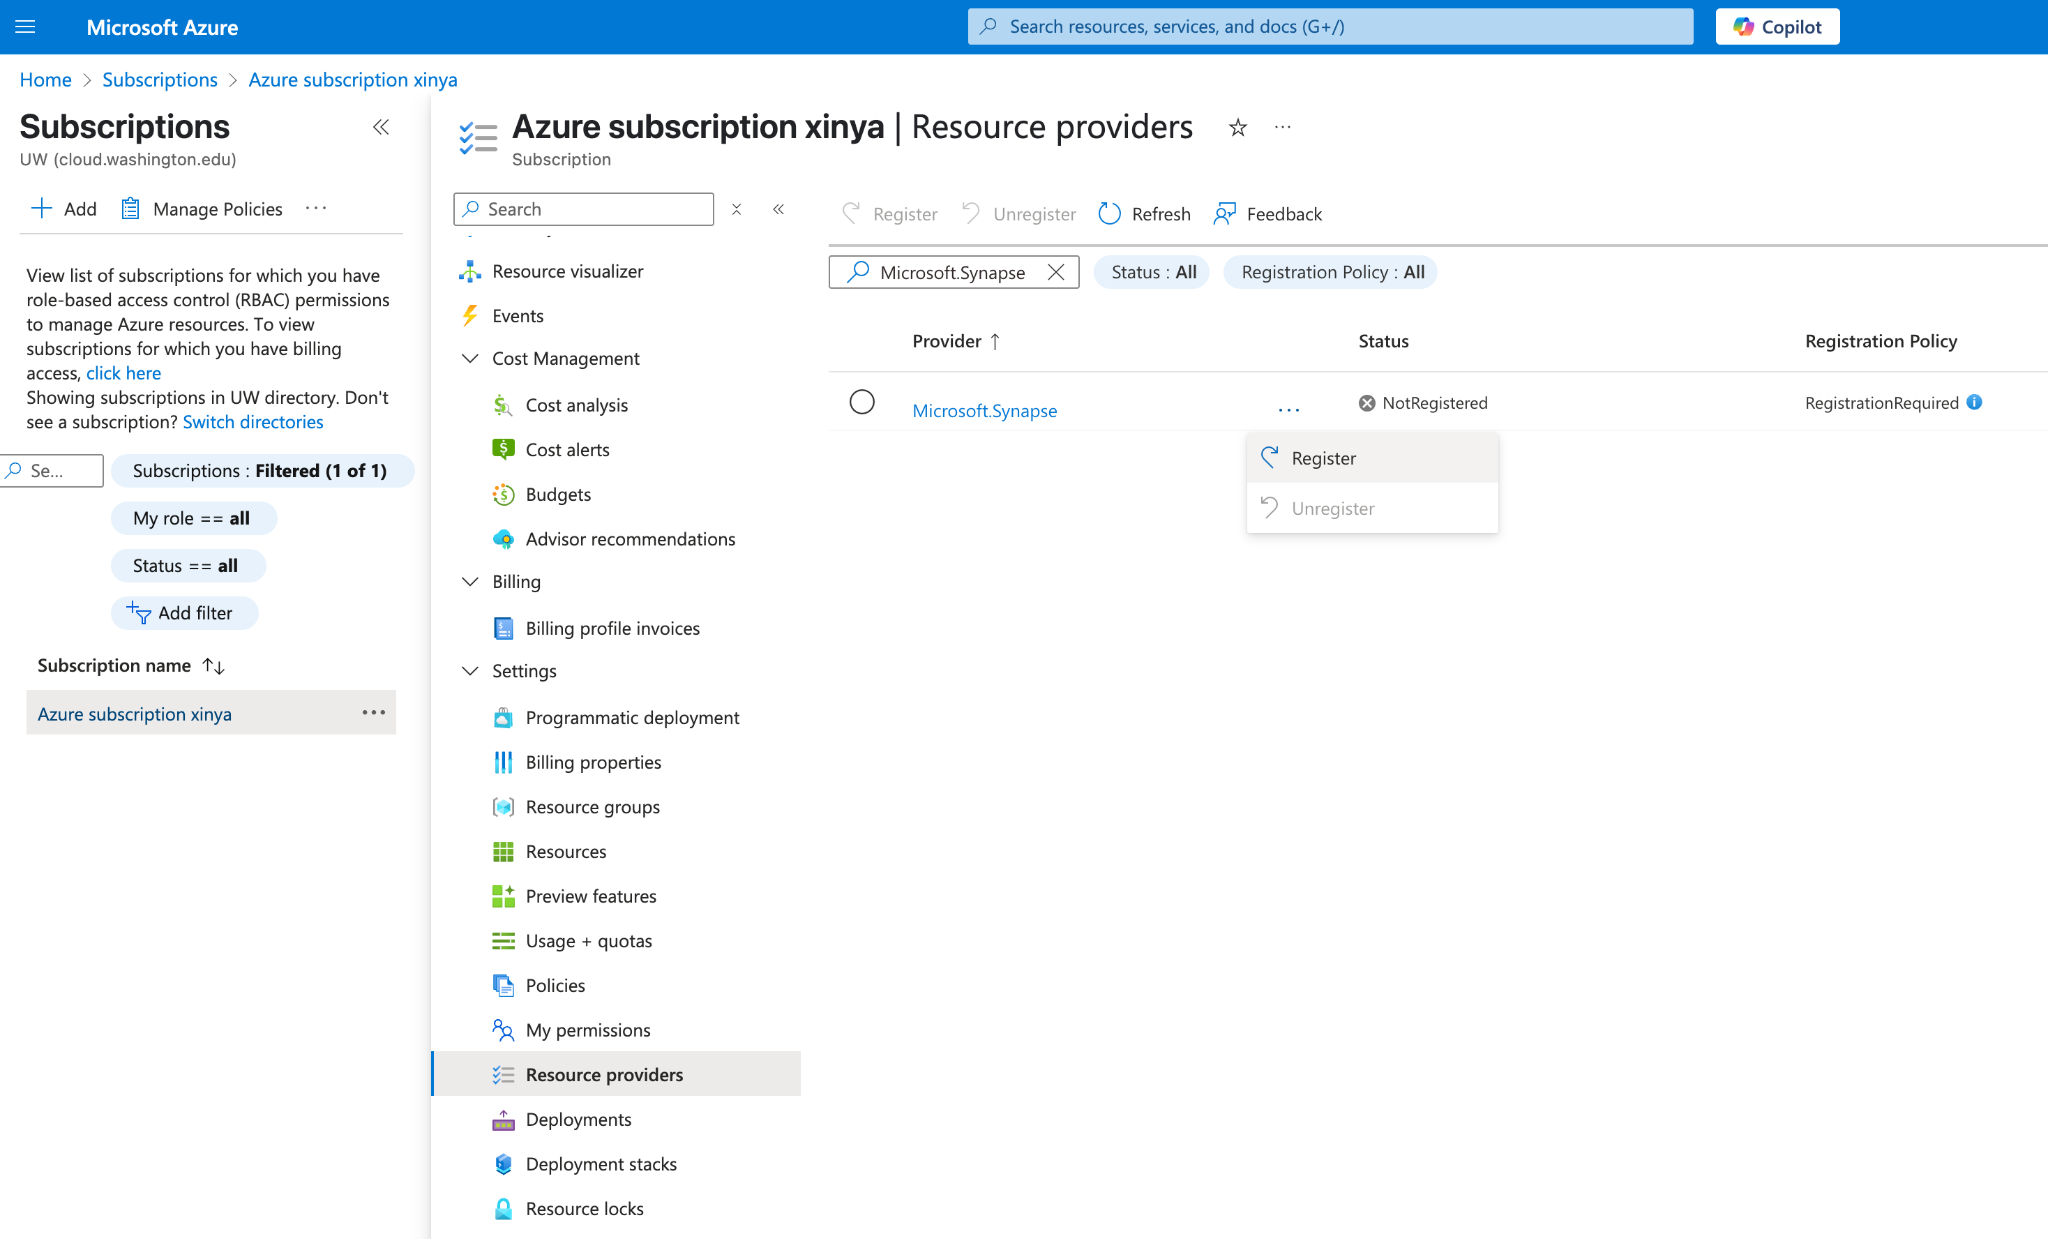 Microsoft Azure
Search resources, services, and docs (G+/)
Copilot
Home > Subscriptions > Azure subscription xinya
Subscriptions
UW (cloud.washington.edu)
Add
Manage Policies
View list of subscriptions for which you have
role-based access control (RBAC) permissions
to manage Azure resources. To view
subscriptions for which you have billing
access, click here
Showing subscriptions in UW directory. Don't
see a subscription? Switch directories
Se...
Subscriptions : Filtered (1 of 1)
My role == all
Status == all
Add filter
Subscription name
Azure subscription xinya
Azure subscription xinya | Resource providers
Subscription
Search
Resource visualizer
Events
Cost Management
Cost analysis
Cost alerts
Budgets
Advisor recommendations
Billing
Billing profile invoices
Settings
Programmatic deployment
Billing properties
Resource groups
Resources
Preview features
Usage + quotas
Policies
My permissions
Resource providers
Deployments
Deployment stacks
Resource locks
Register
Unregister
Refresh
Feedback
Microsoft.Synapse
Status : All
Registration Policy : All
Provider ↑
Status
Registration Policy
Microsoft.Synapse
NotRegistered
RegistrationRequired
Register
Unregister